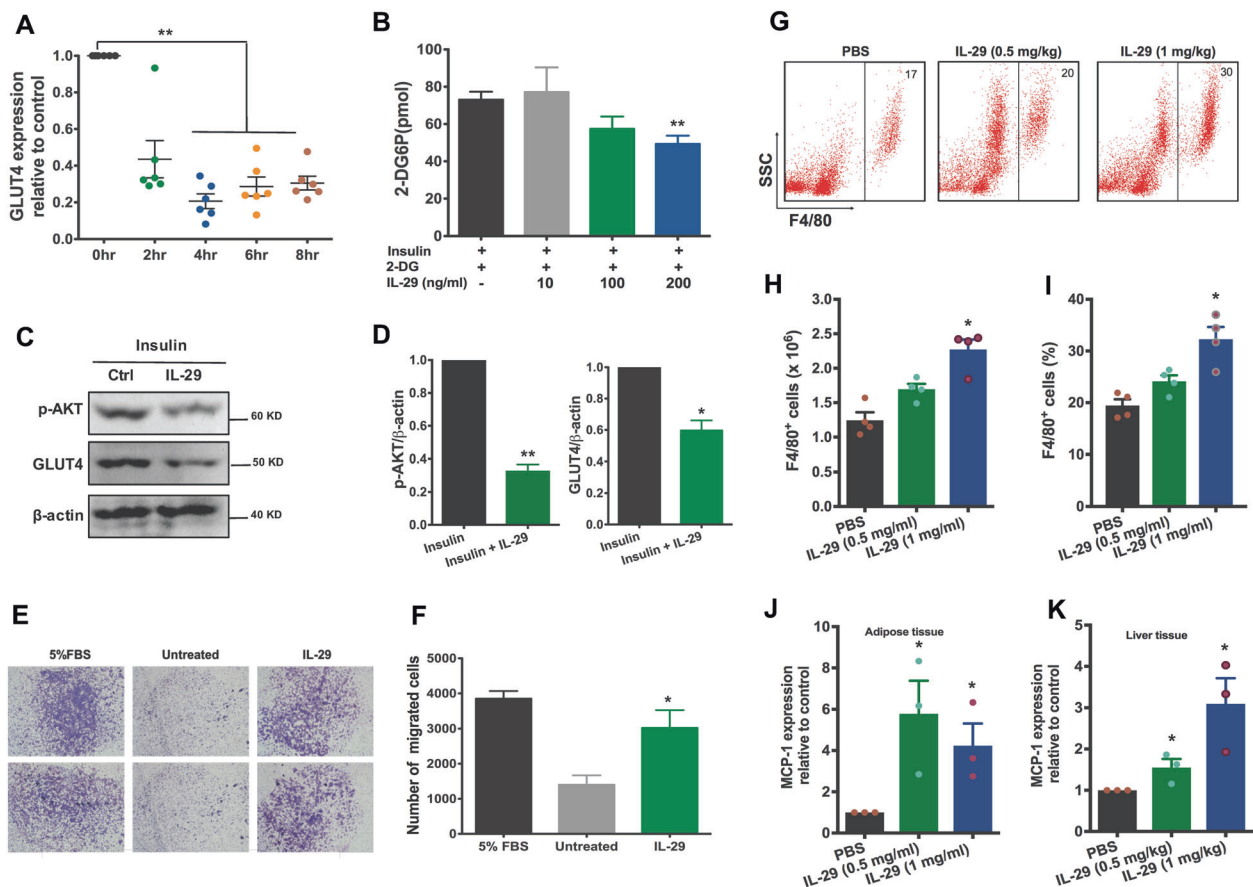 A
GLUT4 expression
relative to control
**
1.0
0.8
0.6
0.4
0.2
0.0
0hr 2hr 4hr 6hr 8hr
B
2-DG6P(pmol)
100
80
60
40
20
0
**
Insulin + + + +
2-DG + + + +
IL-29 (ng/ml) - 10 100 200
C
Insulin
Ctrl IL-29
p-AKT
60 KD
GLUT4
50 KD
β-actin
40 KD
D
p-AKT/β-actin
1.0
0.8
0.6
0.4
0.2
0.0
**
Insulin
Insulin + IL-29
GLUT4/β-actin
1.0
0.8
0.6
0.4
0.2
0.0
*
Insulin
Insulin + IL-29
E
5%FBS Untreated IL-29
F
Number of migrated cells
5000
4000
3000
2000
1000
0
*
5% FBS Untreated IL-29
G
PBS IL-29 (0.5 mg/kg) IL-29 (1 mg/kg)
17 20 30
SSC
F4/80
H
F4/80+ cells (x 10⁶)
3.0
2.5
2.0
1.5
1.0
0.5
0.0
*
PBS
IL-29 (0.5 mg/ml)
IL-29 (1 mg/ml)
I
F4/80+ cells (%)
40
30
20
10
0
*
PBS
IL-29 (0.5 mg/ml)
IL-29 (1 mg/ml)
J
Adipose tissue
MCP-1 expression
relative to control
10
8
6
4
2
0
*
*
PBS
IL-29 (0.5 mg/ml)
IL-29 (1 mg/ml)
K
Liver tissue
MCP-1 expression
relative to control
5
4
3
2
1
0
*
*
PBS
IL-29 (0.5 mg/kg)
IL-29 (1 mg/kg)